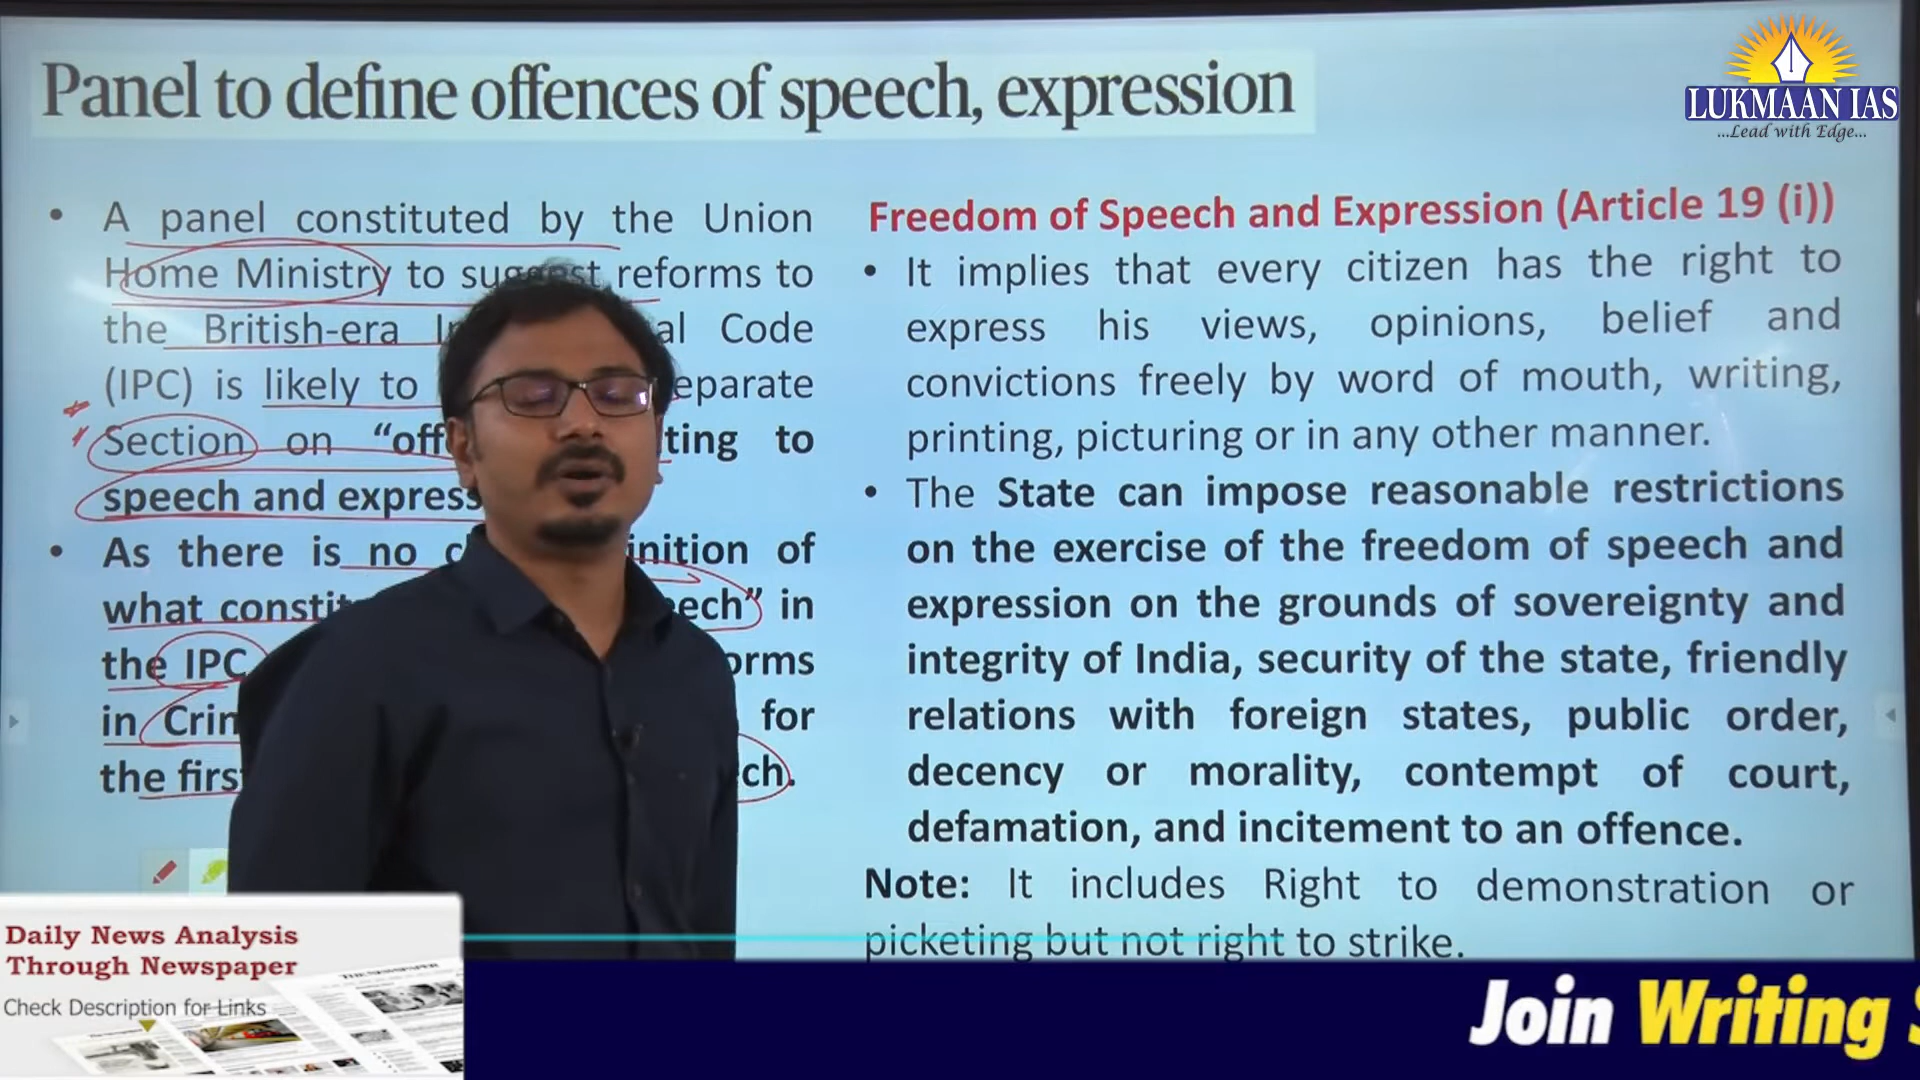 Panel to define offences of speech, expression
LUKMAAN IAS
...Lead with Edge...
• A panel constituted by the Union
Home Ministry to suggest reforms to
the British-era al Code
(IPC) is likely to eparate
Section on “off ting to
speech and express
• As there is no inition of
what constit eech” in
the IPC orms
in Crim for
the firs ch.
Freedom of Speech and Expression (Article 19 (i))
• It implies that every citizen has the right to
express his views, opinions, belief and
convictions freely by word of mouth, writing,
printing, picturing or in any other manner.
• The State can impose reasonable restrictions
on the exercise of the freedom of speech and
expression on the grounds of sovereignty and
integrity of India, security of the state, friendly
relations with foreign states, public order,
decency or morality, contempt of court,
defamation, and incitement to an offence.
Note: It includes Right to demonstration or
picketing but not right to strike.
Daily News Analysis
Through Newspaper
Check Description for Links
Join Writing S